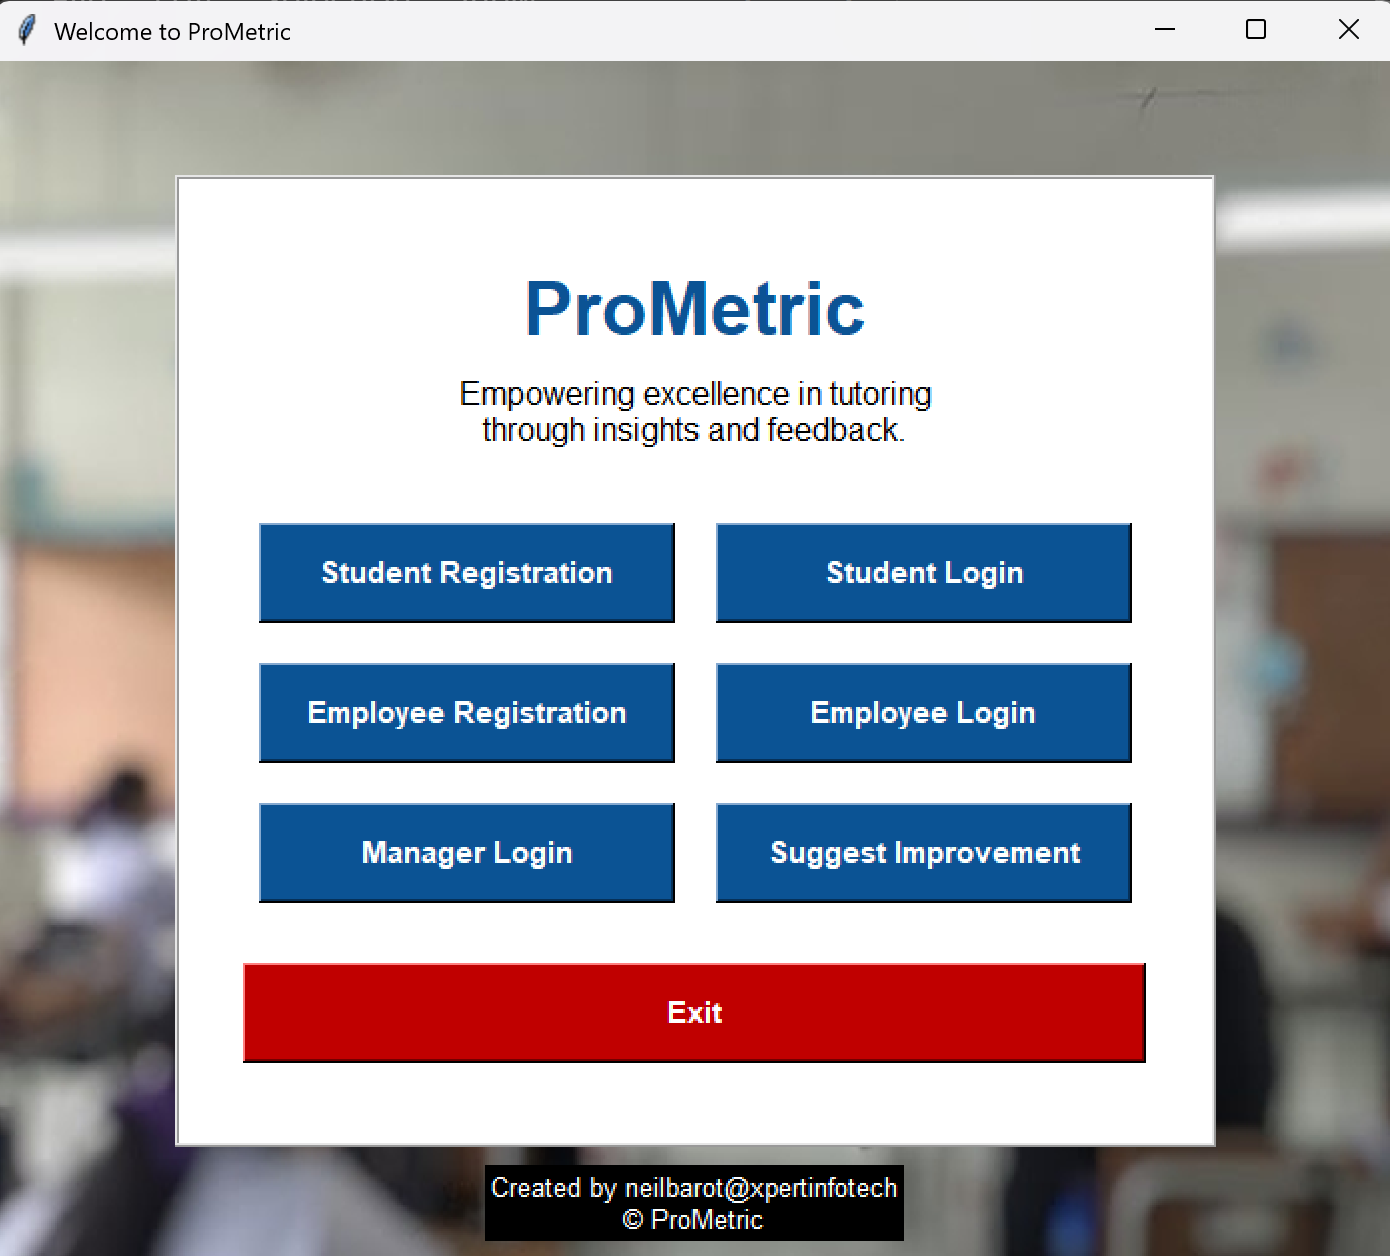 Welcome to ProMetric
ProMetric
Empowering excellence in tutoring
through insights and feedback.
Student Registration
Student Login
Employee Registration
Employee Login
Manager Login
Suggest Improvement
Exit
Created by neilbarot@xpertinfotech
© ProMetric